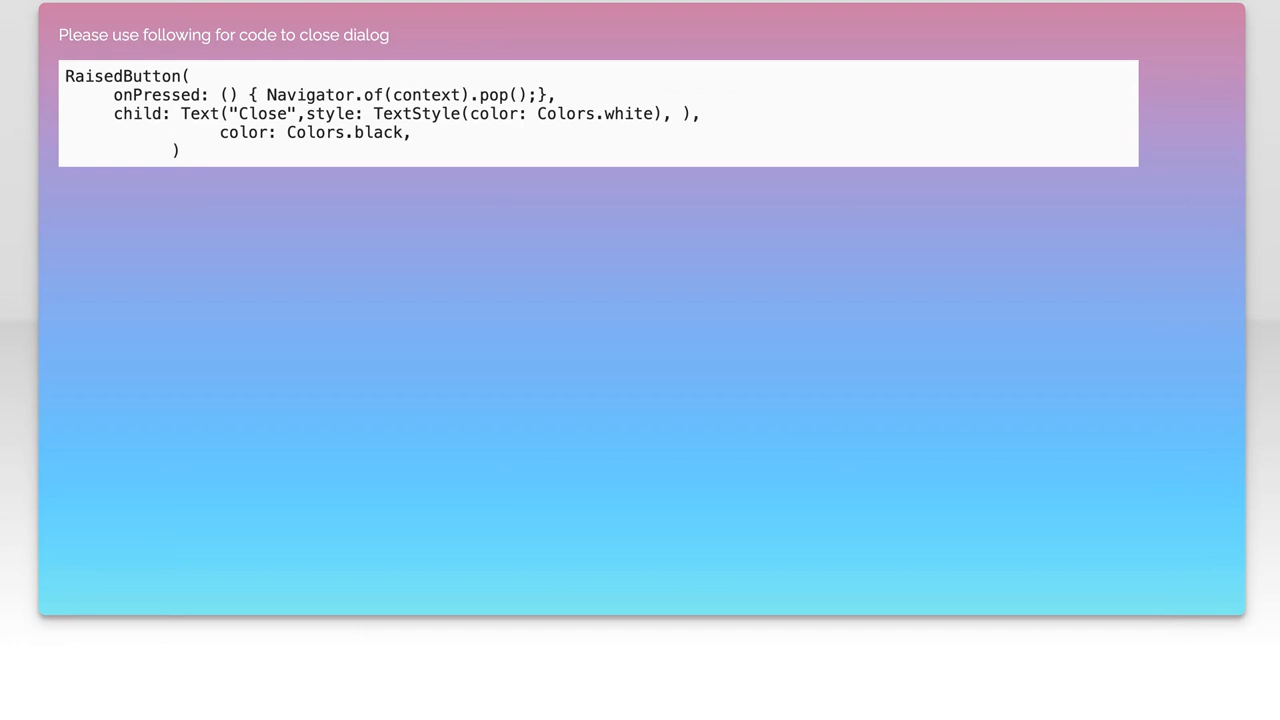 Please use following for code to close dialog
RaisedButton(
     onPressed: () { Navigator.of(context).pop();},
     child: Text("Close",style: TextStyle(color: Colors.white), ),
                color: Colors.black,
           )